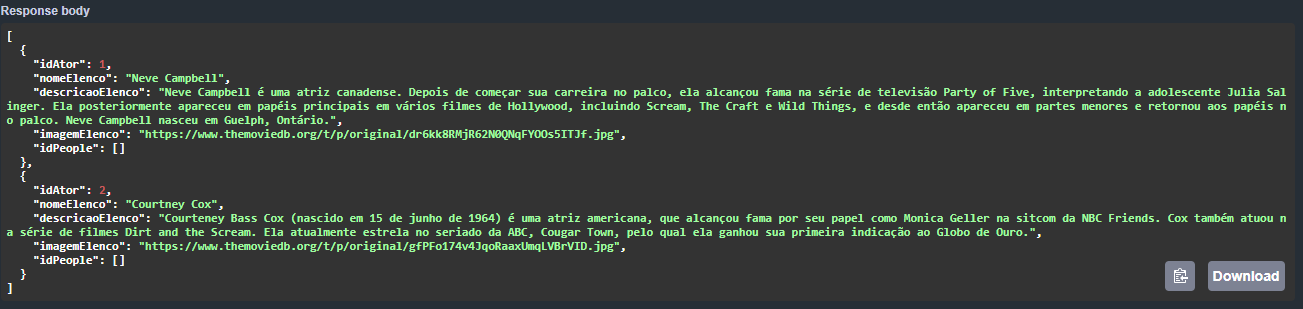 Response body
[
  {
    "idAtor": 1,
    "nomeElenco": "Neve Campbell",
    "descricaoElenco": "Neve Campbell é uma atriz canadense. Depois de começar sua carreira no palco, ela alcançou fama na série de televisão Party of Five, interpretando a adolescente Julia Sal
inger. Ela posteriormente apareceu em papéis principais em vários filmes de Hollywood, incluindo Scream, The Craft e Wild Things, e desde então apareceu em partes menores e retornou aos papéis n
o palco. Neve Campbell nasceu em Guelph, Ontário.",
    "imagemElenco": "https://www.themoviedb.org/t/p/original/dr6kk8RMjR62N0QNqFYOOs5ITJf.jpg",
    "idPeople": []
  },
  {
    "idAtor": 2,
    "nomeElenco": "Courtney Cox",
    "descricaoElenco": "Courteney Bass Cox (nascido em 15 de junho de 1964) é uma atriz americana, que alcançou fama por seu papel como Monica Geller na sitcom da NBC Friends. Cox também atuou n
a série de filmes Dirt and the Scream. Ela atualmente estrela no seriado da ABC, Cougar Town, pelo qual ela ganhou sua primeira indicação ao Globo de Ouro.",
    "imagemElenco": "https://www.themoviedb.org/t/p/original/gfPFo174v4JqoRaaxUmqLVBrVID.jpg",
    "idPeople": []
  }
]
Download